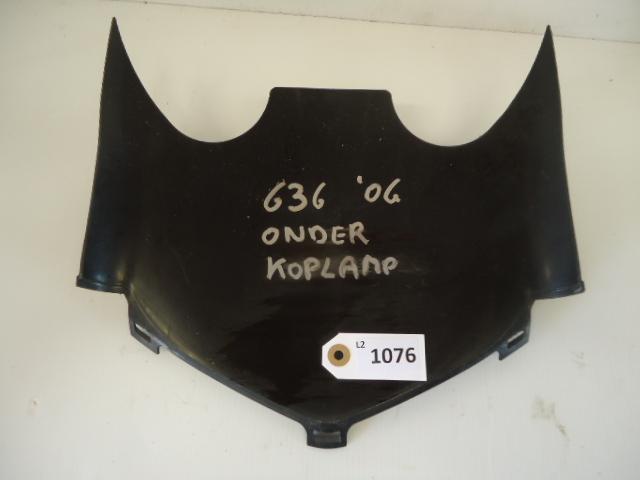 636 '06
ONDER
KOPLAMP
L2
1076